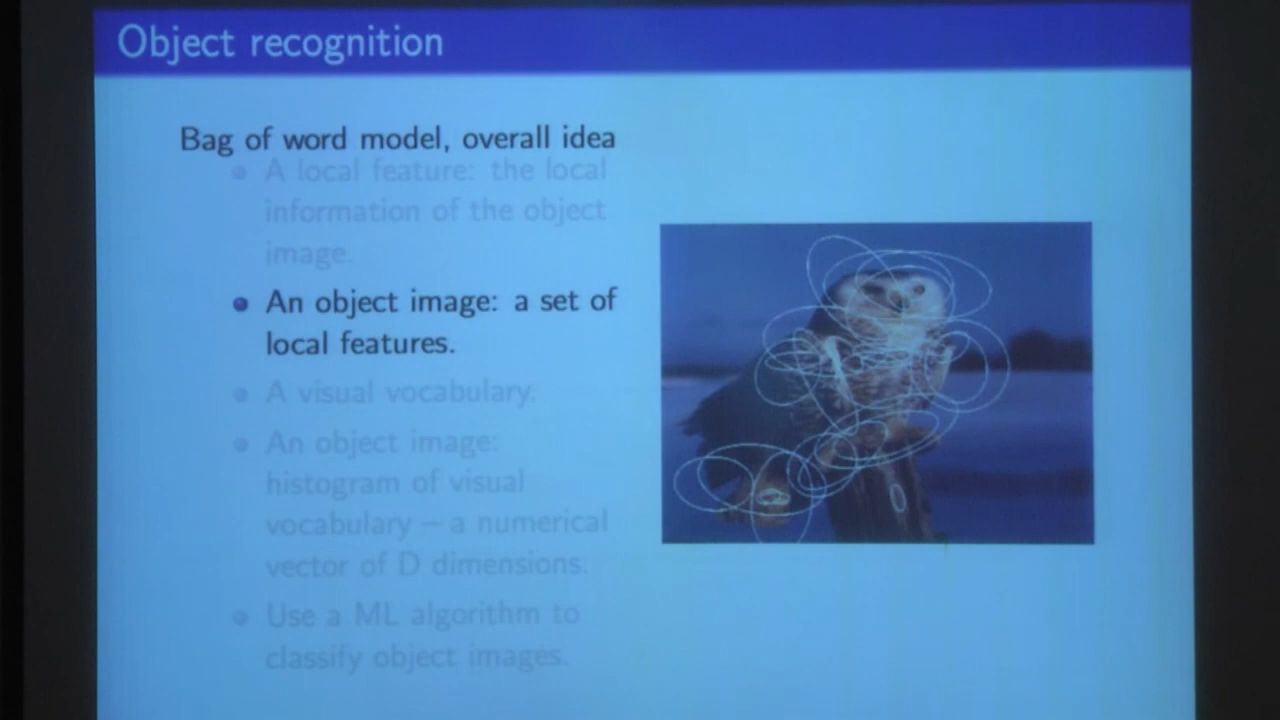 Object recognition
Bag of word model, overall idea
A local feature: the local
information of the object
image.
An object image: a set of
local features.
A visual vocabulary.
An object image:
histogram of visual
vocabulary – a numerical
vector of D dimensions.
Use a ML algorithm to
classify object images.